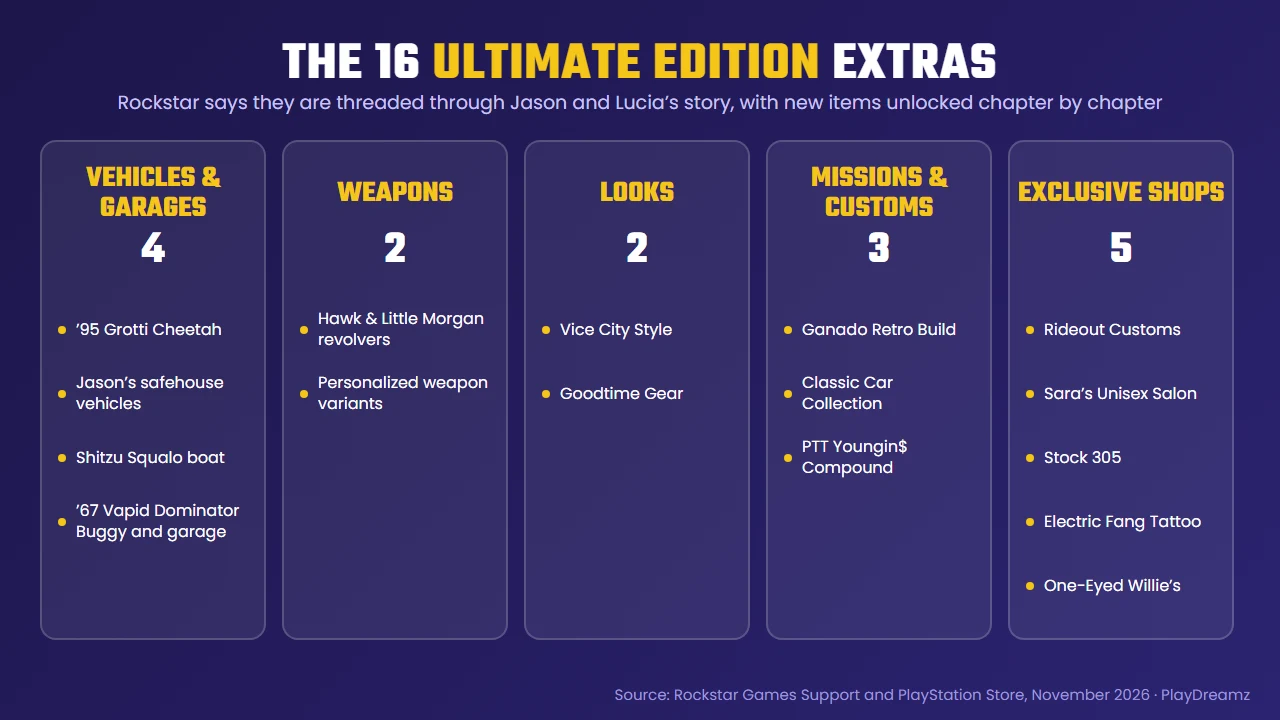 THE 16 ULTIMATE EDITION EXTRAS
Rockstar says they are threaded through Jason and Lucia’s story, with new items unlocked chapter by chapter
VEHICLES &
GARAGES
4
’95 Grotti Cheetah
Jason’s safehouse
vehicles
Shitzu Squalo boat
’67 Vapid Dominator
Buggy and garage
WEAPONS
2
Hawk & Little Morgan
revolvers
Personalized weapon
variants
LOOKS
2
Vice City Style
Goodtime Gear
MISSIONS &
CUSTOMS
3
Ganado Retro Build
Classic Car
Collection
PTT Youngin$
Compound
EXCLUSIVE SHOPS
5
Rideout Customs
Sara’s Unisex Salon
Stock 305
Electric Fang Tattoo
One-Eyed Willie’s
Source: Rockstar Games Support and PlayStation Store, November 2026 · PlayDreamz